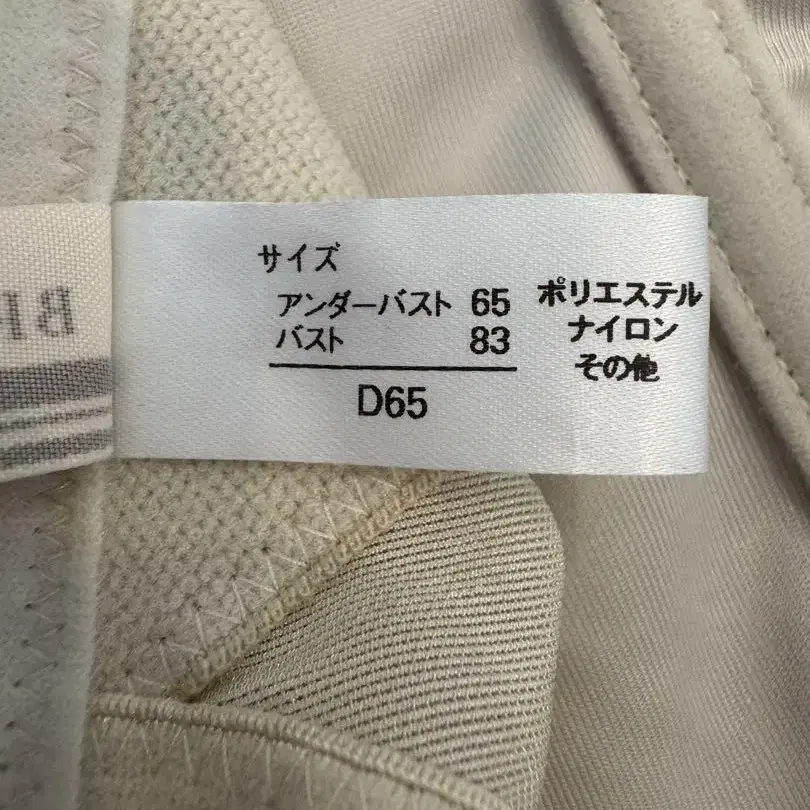 サイズ
アンダーバスト 65
バスト 83
D65
ポリエステル
ナイロン
その他